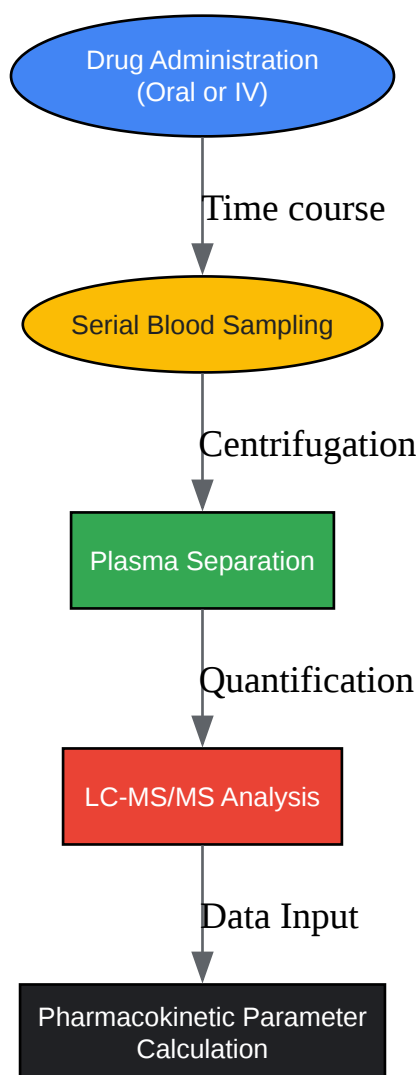 Drug Administration
(Oral or IV)
Time course
Serial Blood Sampling
Centrifugation
Plasma Separation
Quantification
LC-MS/MS Analysis
Data Input
Pharmacokinetic Parameter
Calculation